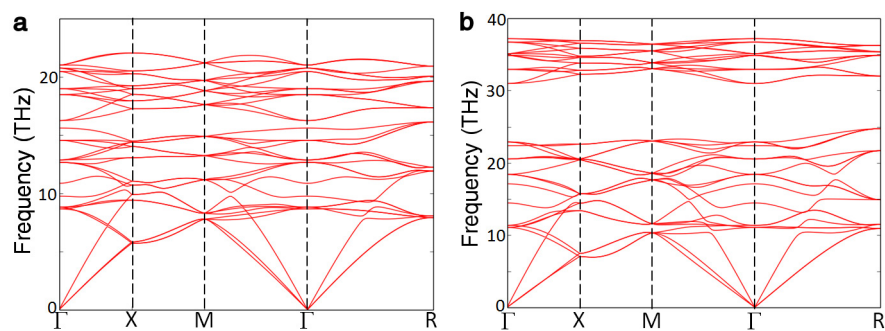 a
Frequency (THz)
20
10
0
Γ X M Γ R
b
Frequency (THz)
40
30
20
10
0
Γ X M Γ R